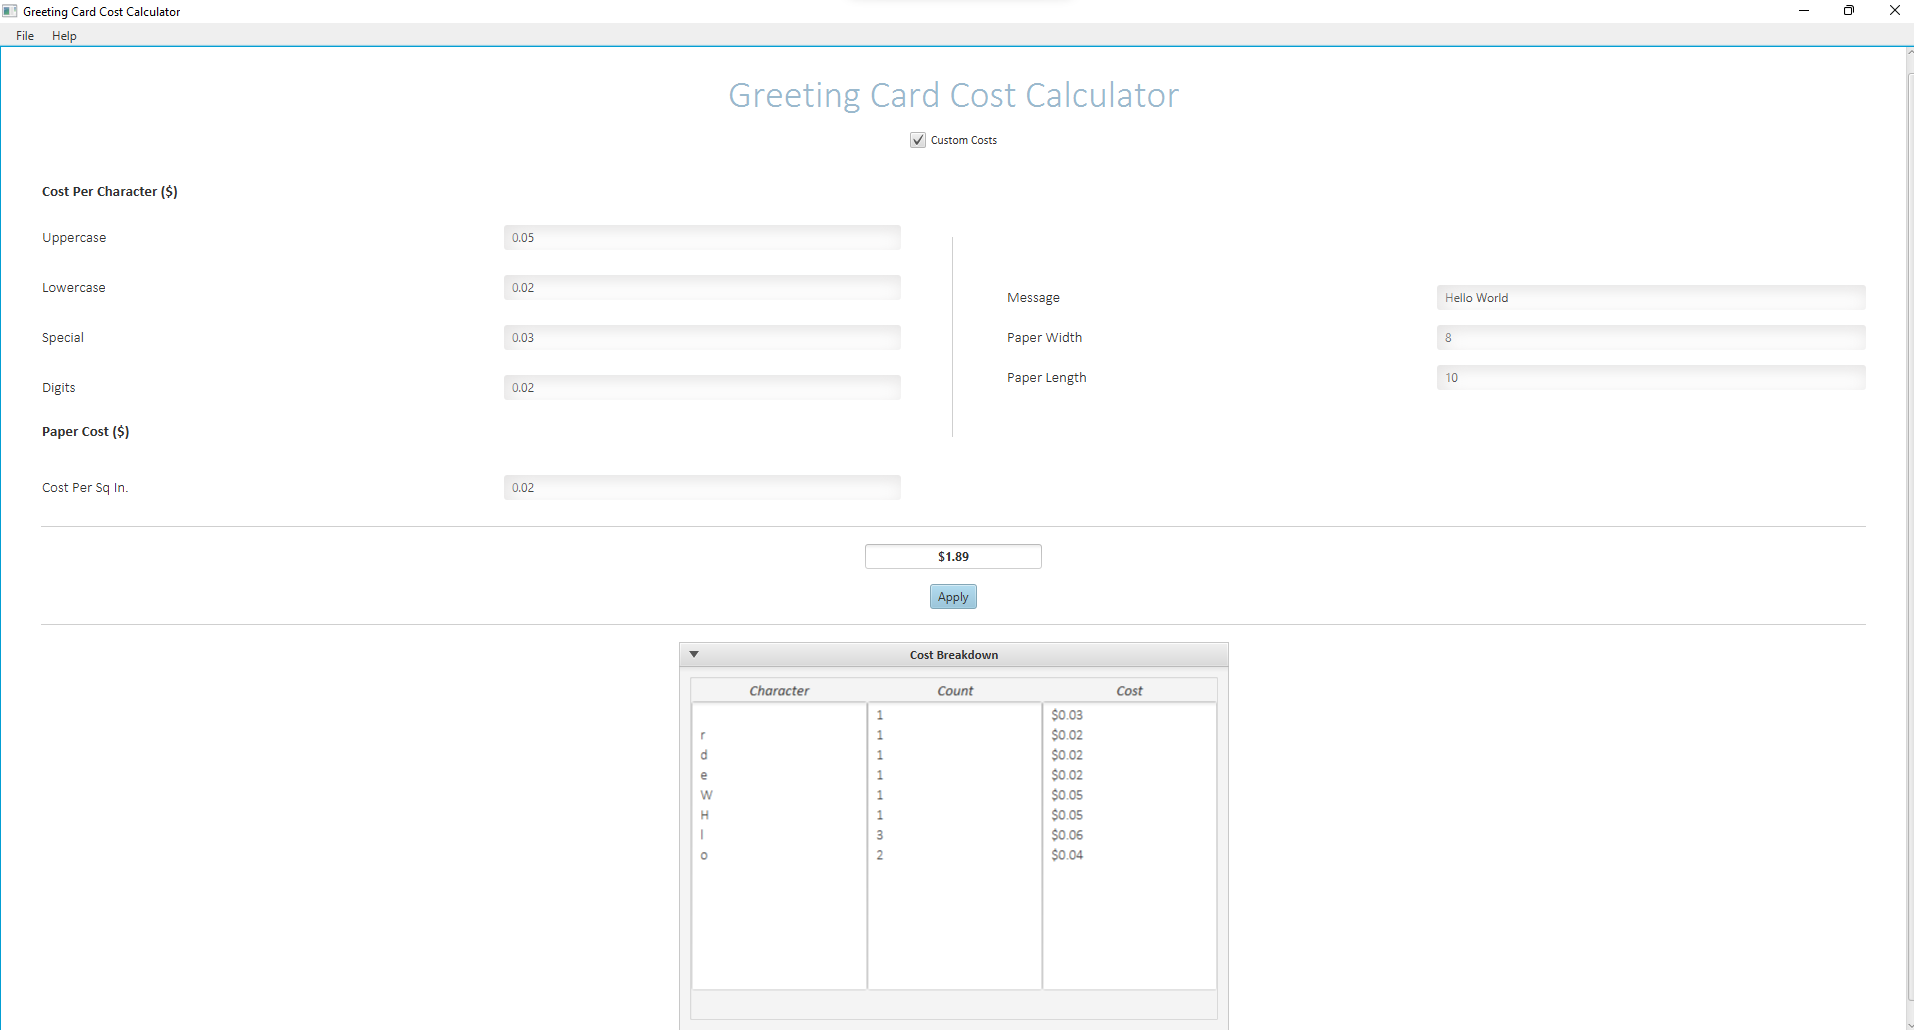 Greeting Card Cost Calculator
File Help
Greeting Card Cost Calculator
Custom Costs
Cost Per Character ($)
Uppercase 0.05
Lowercase 0.02
Special 0.03
Digits 0.02
Paper Cost ($)
Cost Per Sq In. 0.02
Message Hello World
Paper Width 8
Paper Length 10
$1.89
Apply
Cost Breakdown
Character Count Cost
1 $0.03
r 1 $0.02
d 1 $0.02
e 1 $0.02
W 1 $0.05
H 1 $0.05
l 3 $0.06
o 2 $0.04